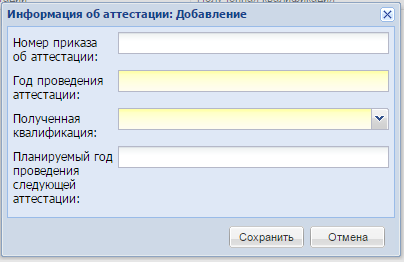 Информация об аттестации: Добавление
Номер приказа
об аттестации:
Год проведения
аттестации:
Полученная
квалификация:
Планируемый год
проведения
следующей
аттестации:
Сохранить
Отмена